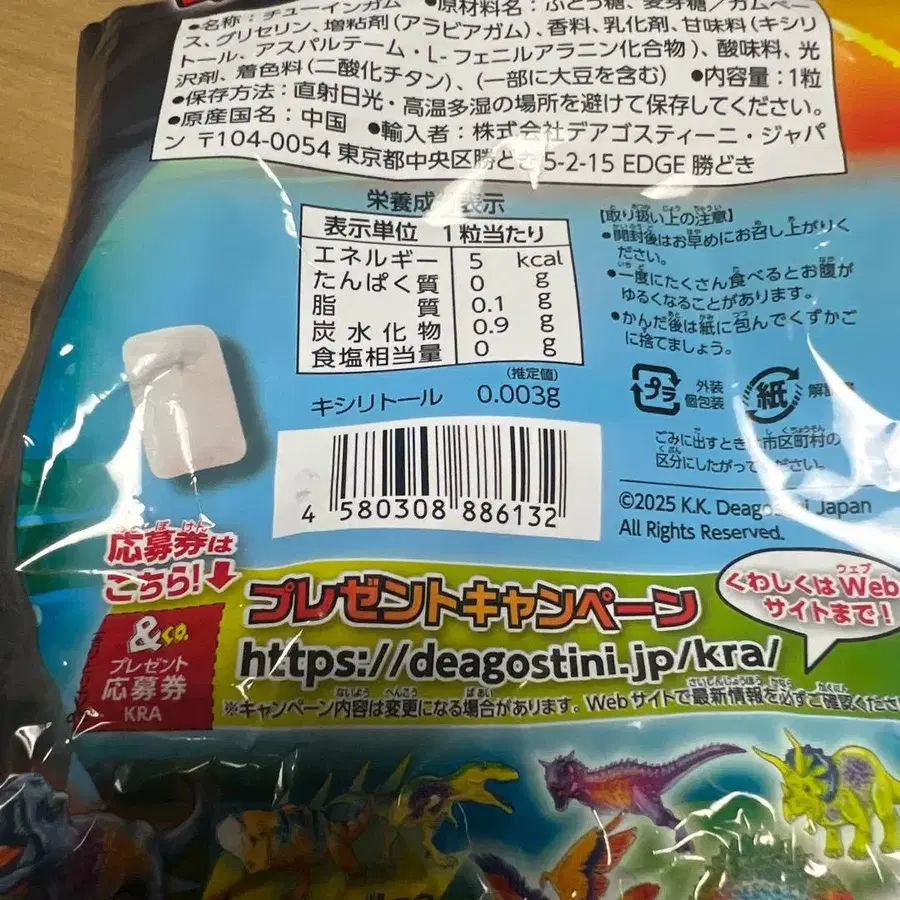 ●名称：チューインガム ●原材料名：ぶどう糖、麦芽糖／ガムベー
ス、グリセリン、増粘剤（アラビアガム）、香料、乳化剤、甘味料（キシリ
トール、アスパルテーム・L-フェニルアラニン化合物）、酸味料、光
沢剤、着色料（二酸化チタン）、（一部に大豆を含む） ●内容量：1粒
●保存方法：直射日光・高温多湿の場所を避けて保存してください。
●原産国名：中国 ●輸入者：株式会社デアゴスティーニ・ジャパ
ン 〒104-0054 東京都中央区勝どき5-2-15 EDGE 勝どき
栄養成分表示
表示単位 1粒当たり
エネルギー 5 kcal
たんぱく質 0 g
脂質 0.1 g
炭水化物 0.9 g
食塩相当量 0 g
（推定値）
キシリトール 0.003g
【取り扱い上の注意】
●開封後はお早めにお召し上がりく
ださい。
●一度にたくさん食べるとお腹が
ゆるくなることがあります。
●かんだ後は紙に包んでくずかご
に捨てましょう。
プラ 外装 個包装 紙
ごみに出すとき 市区町村の
区分にしたがってください。
4 580308 886132
©2025 K.K. Deagostini Japan
All Rights Reserved.
応募券は
こちら！
&Co.
プレゼント
応募券
KRA
プレゼントキャンペーン
くわしくはWeb
サイトまで！
https://deagostini.jp/kra/
※キャンペーン内容は変更になる場合があります。Webサイトで最新情報を必ずご確認くださ